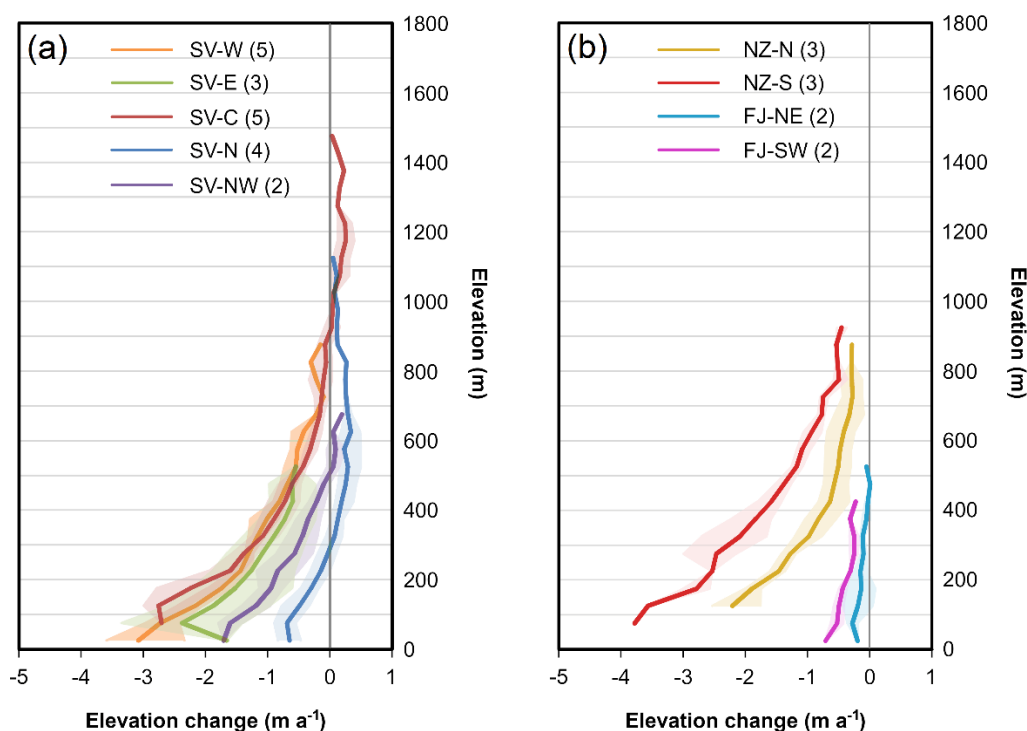 (a)
SV-W (5)
SV-E (3)
SV-C (5)
SV-N (4)
SV-NW (2)
1800
1600
1400
1200
1000
800
600
400
200
0
Elevation (m)
-5 -4 -3 -2 -1 0 1
Elevation change (m a-1)
(b)
NZ-N (3)
NZ-S (3)
FJ-NE (2)
FJ-SW (2)
1800
1600
1400
1200
1000
800
600
400
200
0
Elevation (m)
-5 -4 -3 -2 -1 0 1
Elevation change (m a-1)